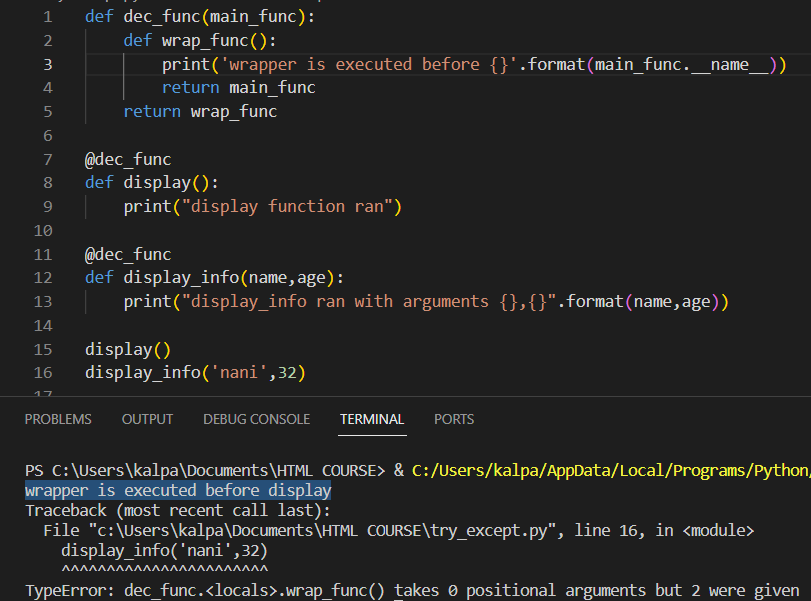 1 def dec_func(main_func):
2     def wrap_func():
3         print('wrapper is executed before {}'.format(main_func.__name__))
4         return main_func
5     return wrap_func
6
7 @dec_func
8 def display():
9     print("display function ran")
10
11 @dec_func
12 def display_info(name,age):
13     print("display_info ran with arguments {},{}".format(name,age))
14
15 display()
16 display_info('nani',32)
17
PROBLEMS OUTPUT DEBUG CONSOLE TERMINAL PORTS
PS C:\Users\kalpa\Documents\HTML COURSE> & C:/Users/kalpa/AppData/Local/Programs/Python/
wrapper is executed before display
Traceback (most recent call last):
  File "c:\Users\kalpa\Documents\HTML COURSE\try_except.py", line 16, in <module>
    display_info('nani',32)
    ^^^^^^^^^^^^^^^^^^^^^^^
TypeError: dec_func.<locals>.wrap_func() takes 0 positional arguments but 2 were given